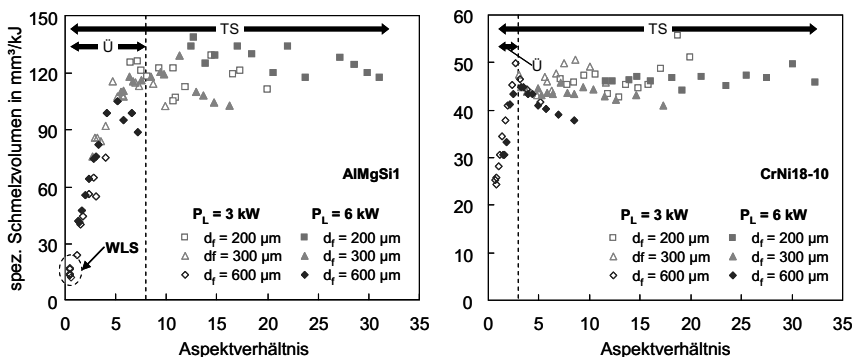 spez. Schmelzvolumen in mm³/kJ
150
120
90
60
30
0
TS
Ü
AlMgSi1
P_L = 3 kW P_L = 6 kW
d_f = 200 µm d_f = 200 µm
df = 300 µm d_f = 300 µm
d_f = 600 µm d_f = 600 µm
WLS
0 5 10 15 20 25 30 35
Aspektverhältnis
60
50
40
30
20
10
0
TS
Ü
CrNi18-10
P_L = 3 kW P_L = 6 kW
d_f = 200 µm d_f = 200 µm
d_f = 300 µm d_f = 300 µm
d_f = 600 µm d_f = 600 µm
0 5 10 15 20 25 30 35
Aspektverhältnis